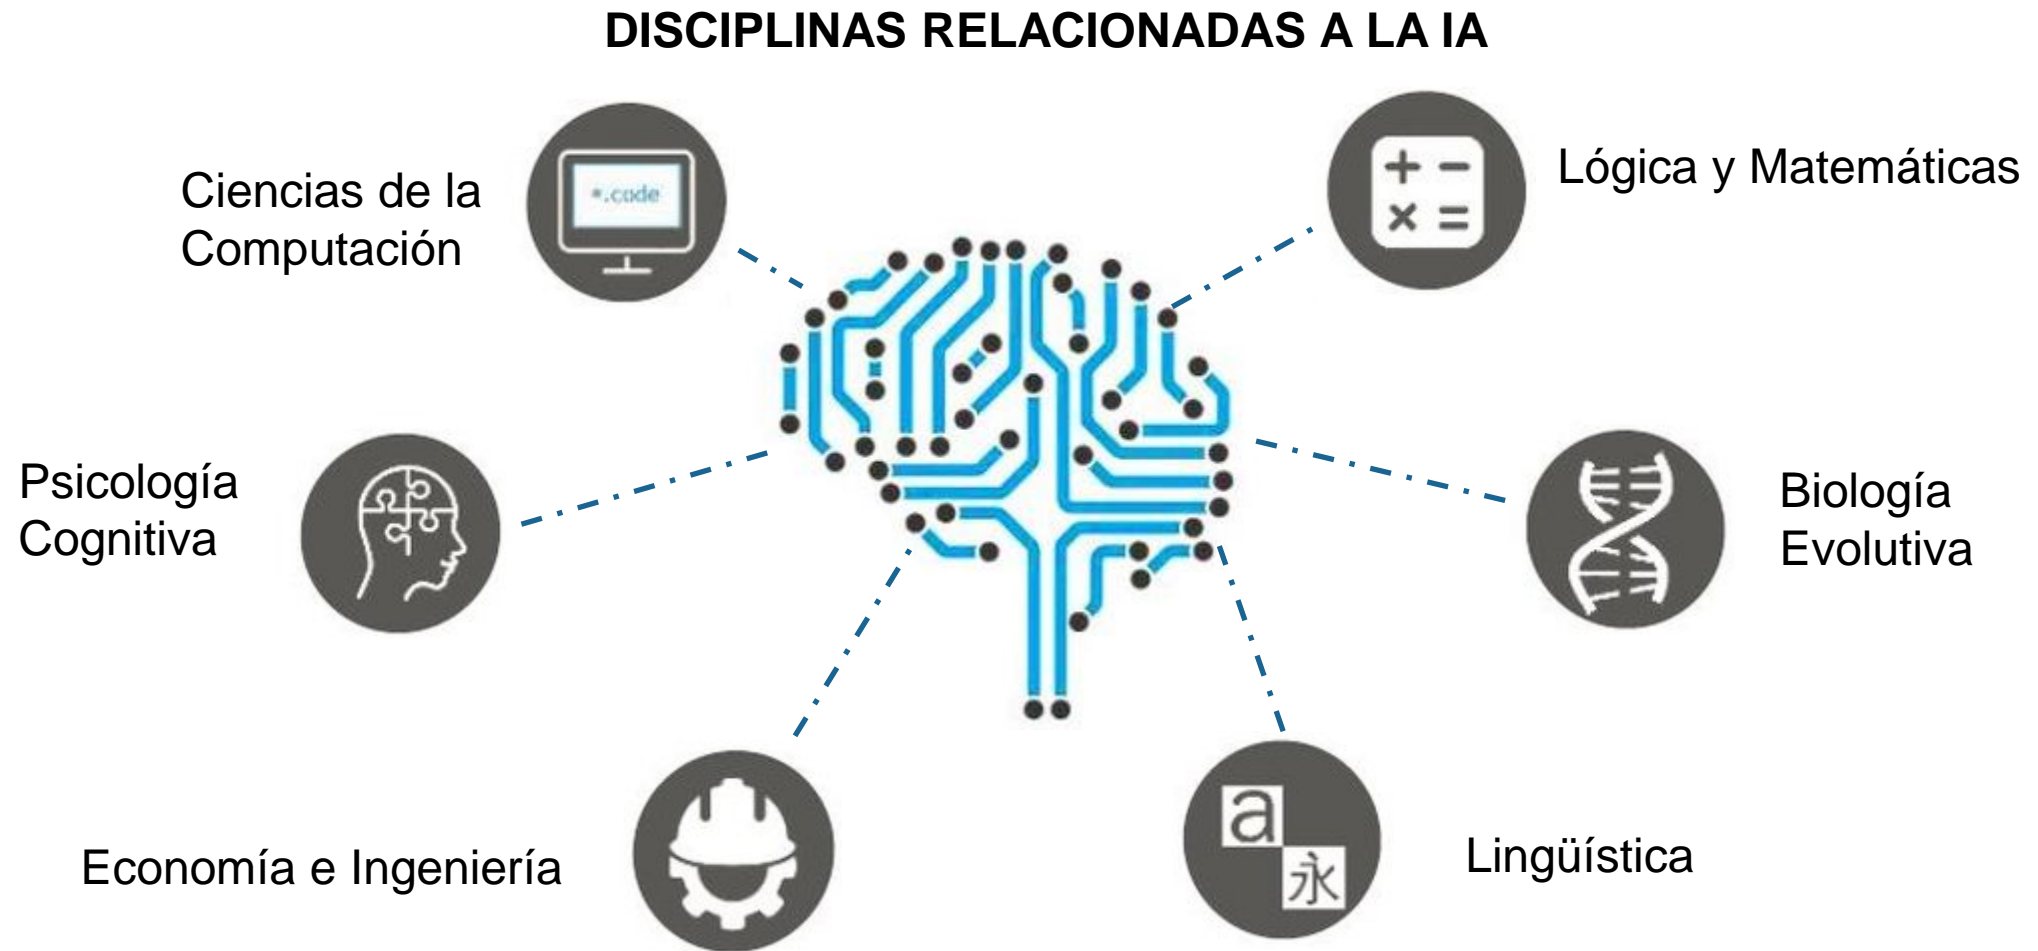 DISCIPLINAS RELACIONADAS A LA IA
Ciencias de la
Computación
*.code
+ −
× =
Lógica y Matemáticas
Psicología
Cognitiva
Biología
Evolutiva
Economía e Ingeniería
a
永
Lingüística